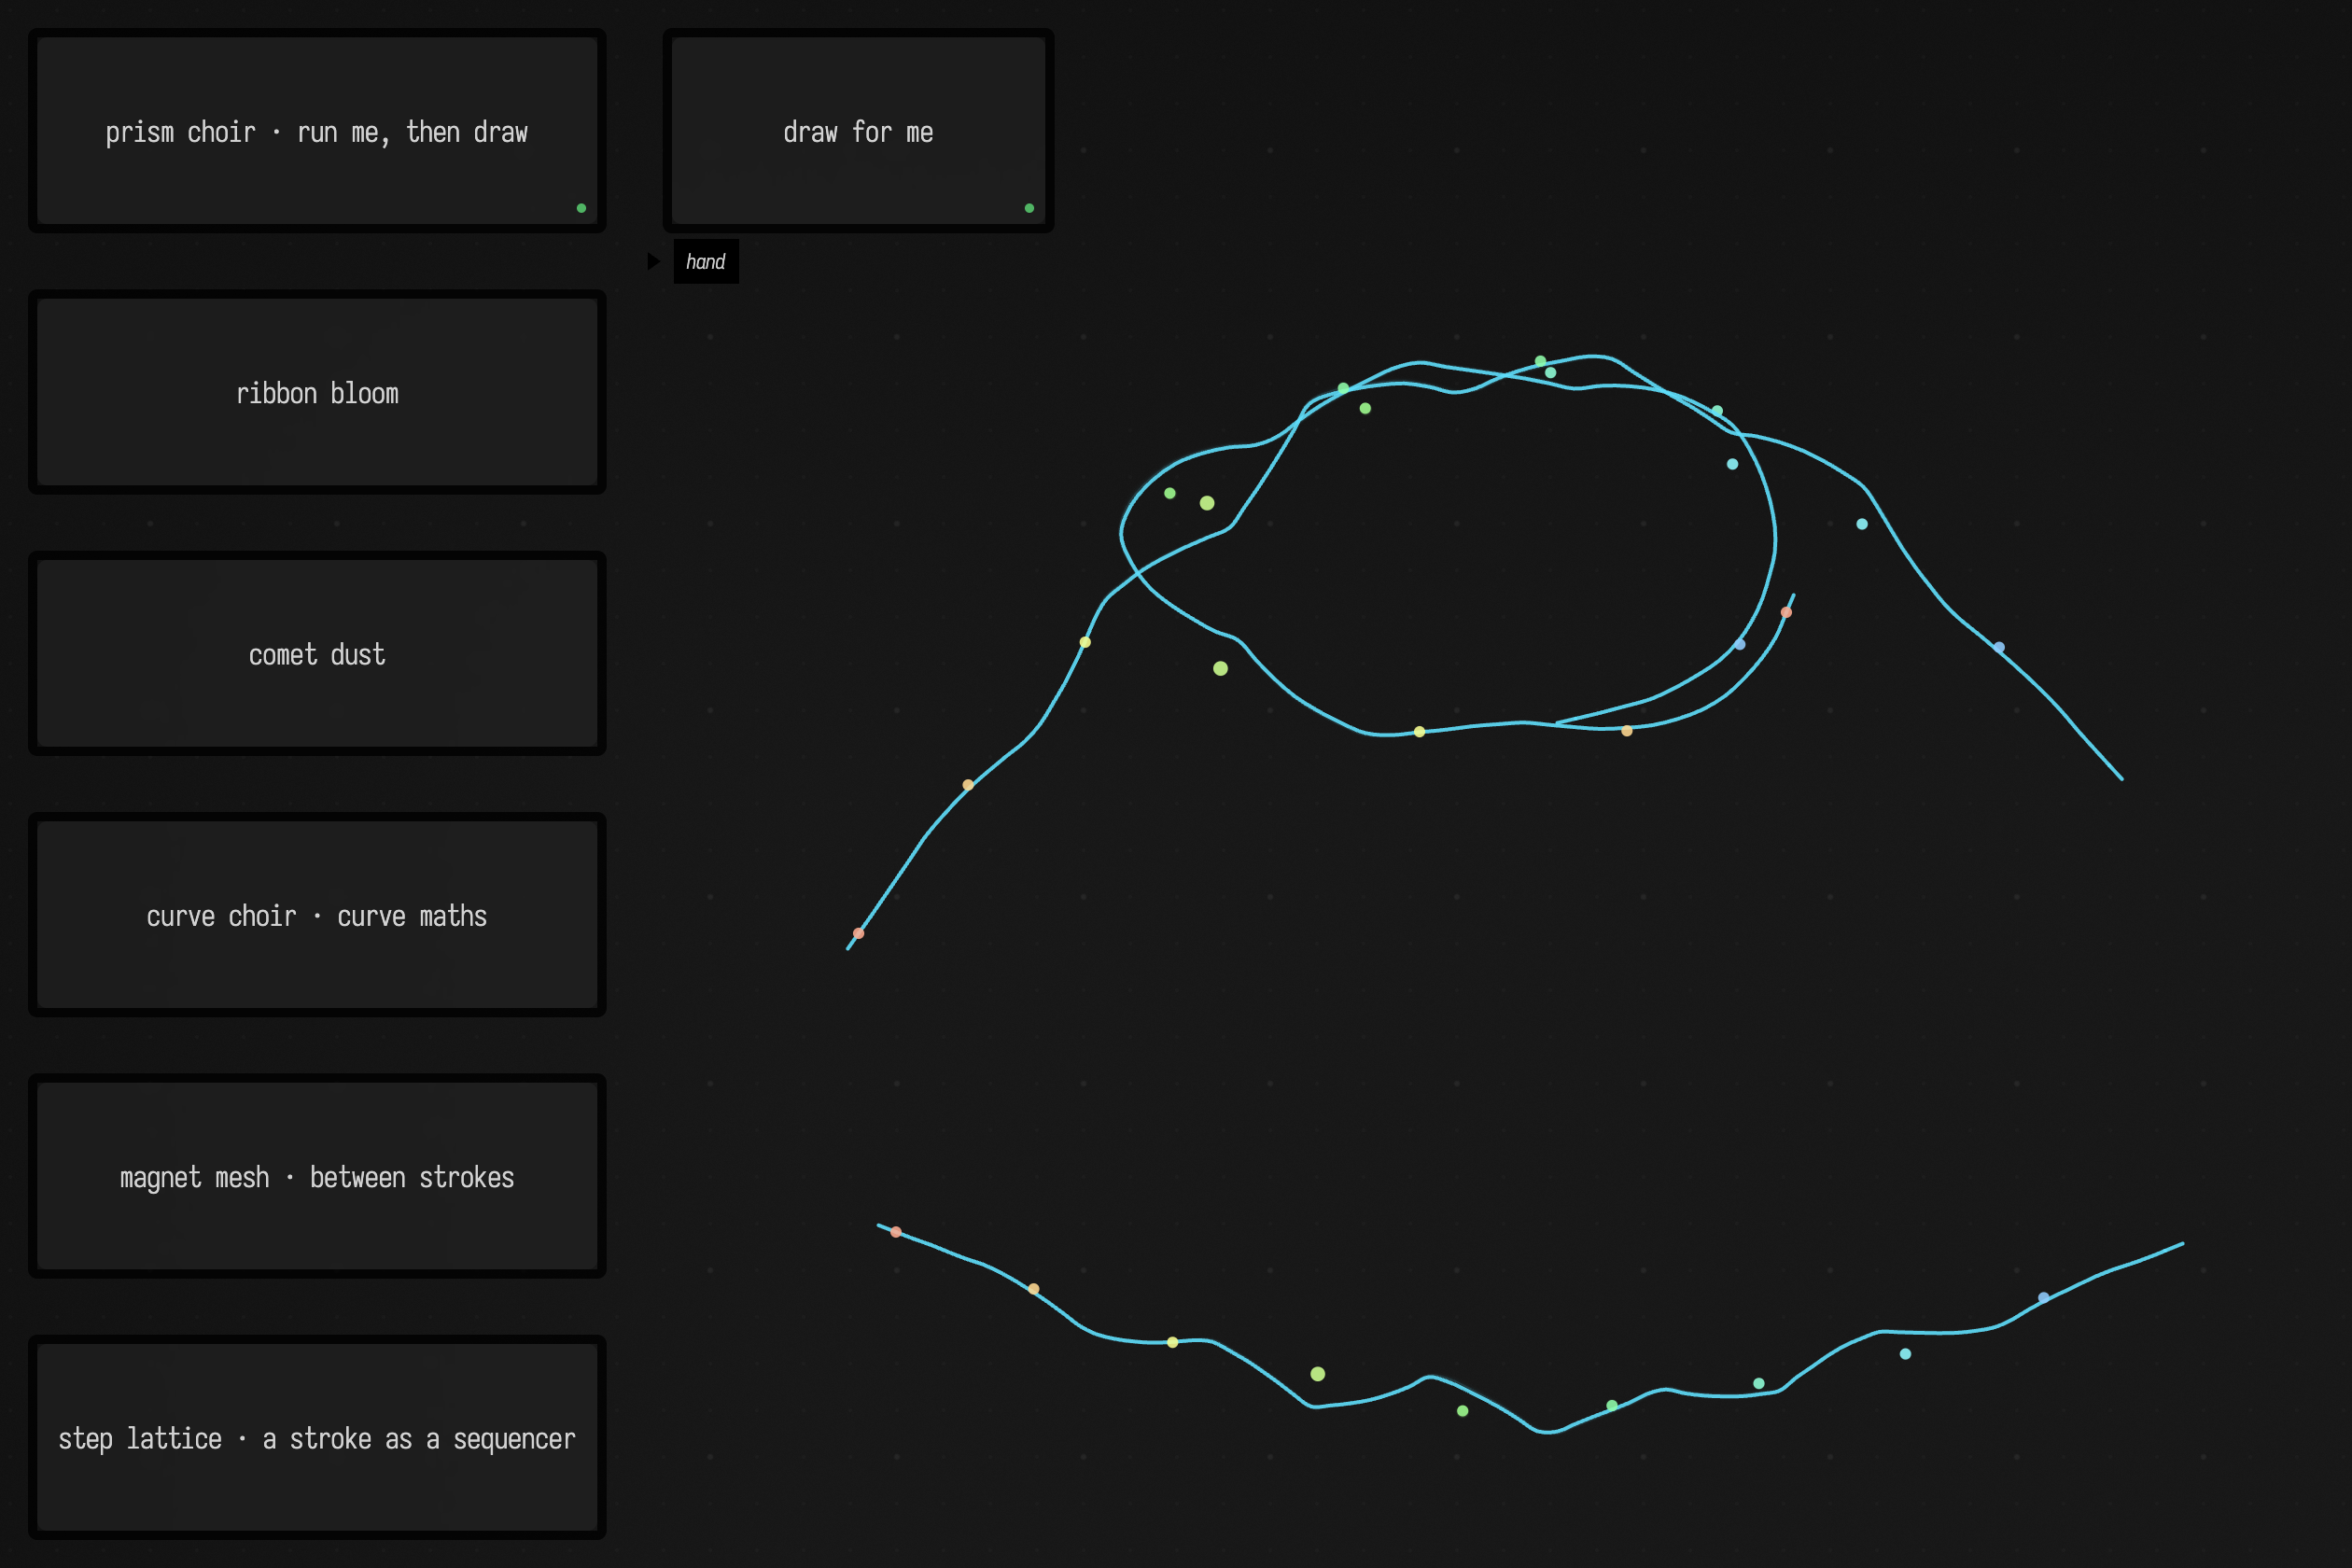 prism choir · run me, then draw
draw for me
hand
ribbon bloom
comet dust
curve choir · curve maths
magnet mesh · between strokes
step lattice · a stroke as a sequencer